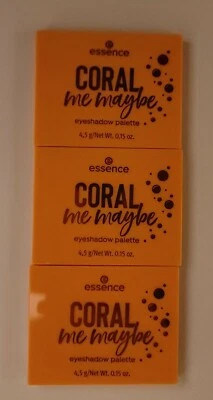 essence
CORAL
me maybe
eyeshadow palette
4,5 g/Net Wt. 0.15 oz.
essence
CORAL
me maybe
eyeshadow palette
4,5 g/Net Wt. 0.15 oz.
essence
CORAL
me maybe
eyeshadow palette
4,5 g/Net Wt. 0.15 oz.